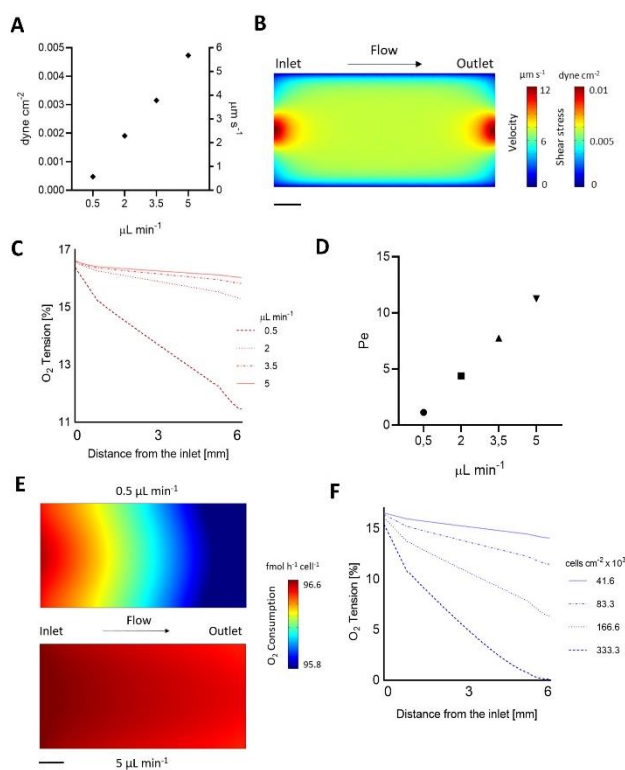 A
0.005
0.004
0.003
0.002
0.001
0.000
dyne cm⁻²
6
5
4
3
2
1
0
µm s⁻¹
0.5 2 3.5 5
µL min⁻¹
B
Flow
Inlet Outlet
µm s⁻¹ dyne cm⁻²
12 0.01
6 0.005
0 0
Velocity
Shear stress
C
17
15
13
11
O₂ Tension [%]
µL min⁻¹
0.5
2
3.5
5
0 3 6
Distance from the inlet [mm]
D
15
10
5
0
Pe
0,5 2 3,5 5
µL min⁻¹
E
0.5 µL min⁻¹
Inlet Flow Outlet
5 µL min⁻¹
fmol h⁻¹ cell⁻¹
96.6
95.8
O₂ Consumption
F
15
10
5
0
O₂ Tension [%]
cells cm⁻² x 10³
41.6
83.3
166.6
333.3
0 3 6
Distance from the inlet [mm]